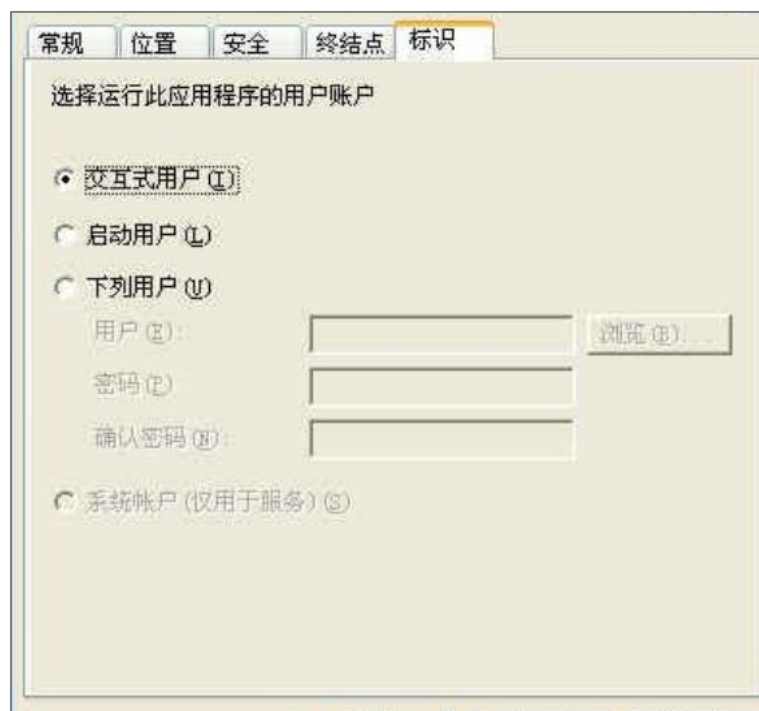 常规 位置 安全 终结点 标识
选择运行此应用程序的用户账户
交互式用户(I)
启动用户(L)
下列用户(U)
用户(E): 浏览(B)...
密码(P)
确认密码(N):
系统帐户(仅用于服务)(S)